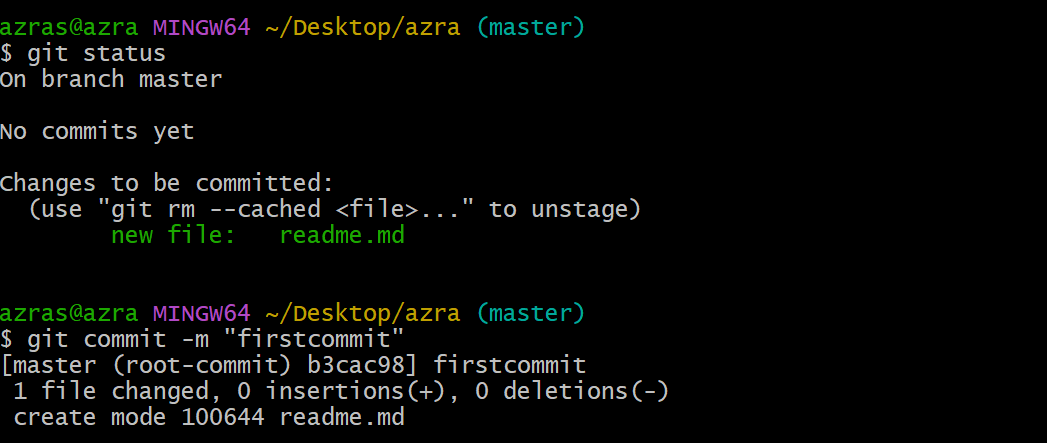 azras@azra MINGW64 ~/Desktop/azra (master)
$ git status
On branch master
No commits yet
Changes to be committed:
  (use "git rm --cached <file>..." to unstage)
        new file:   readme.md
azras@azra MINGW64 ~/Desktop/azra (master)
$ git commit -m "firstcommit"
[master (root-commit) b3cac98] firstcommit
 1 file changed, 0 insertions(+), 0 deletions(-)
 create mode 100644 readme.md